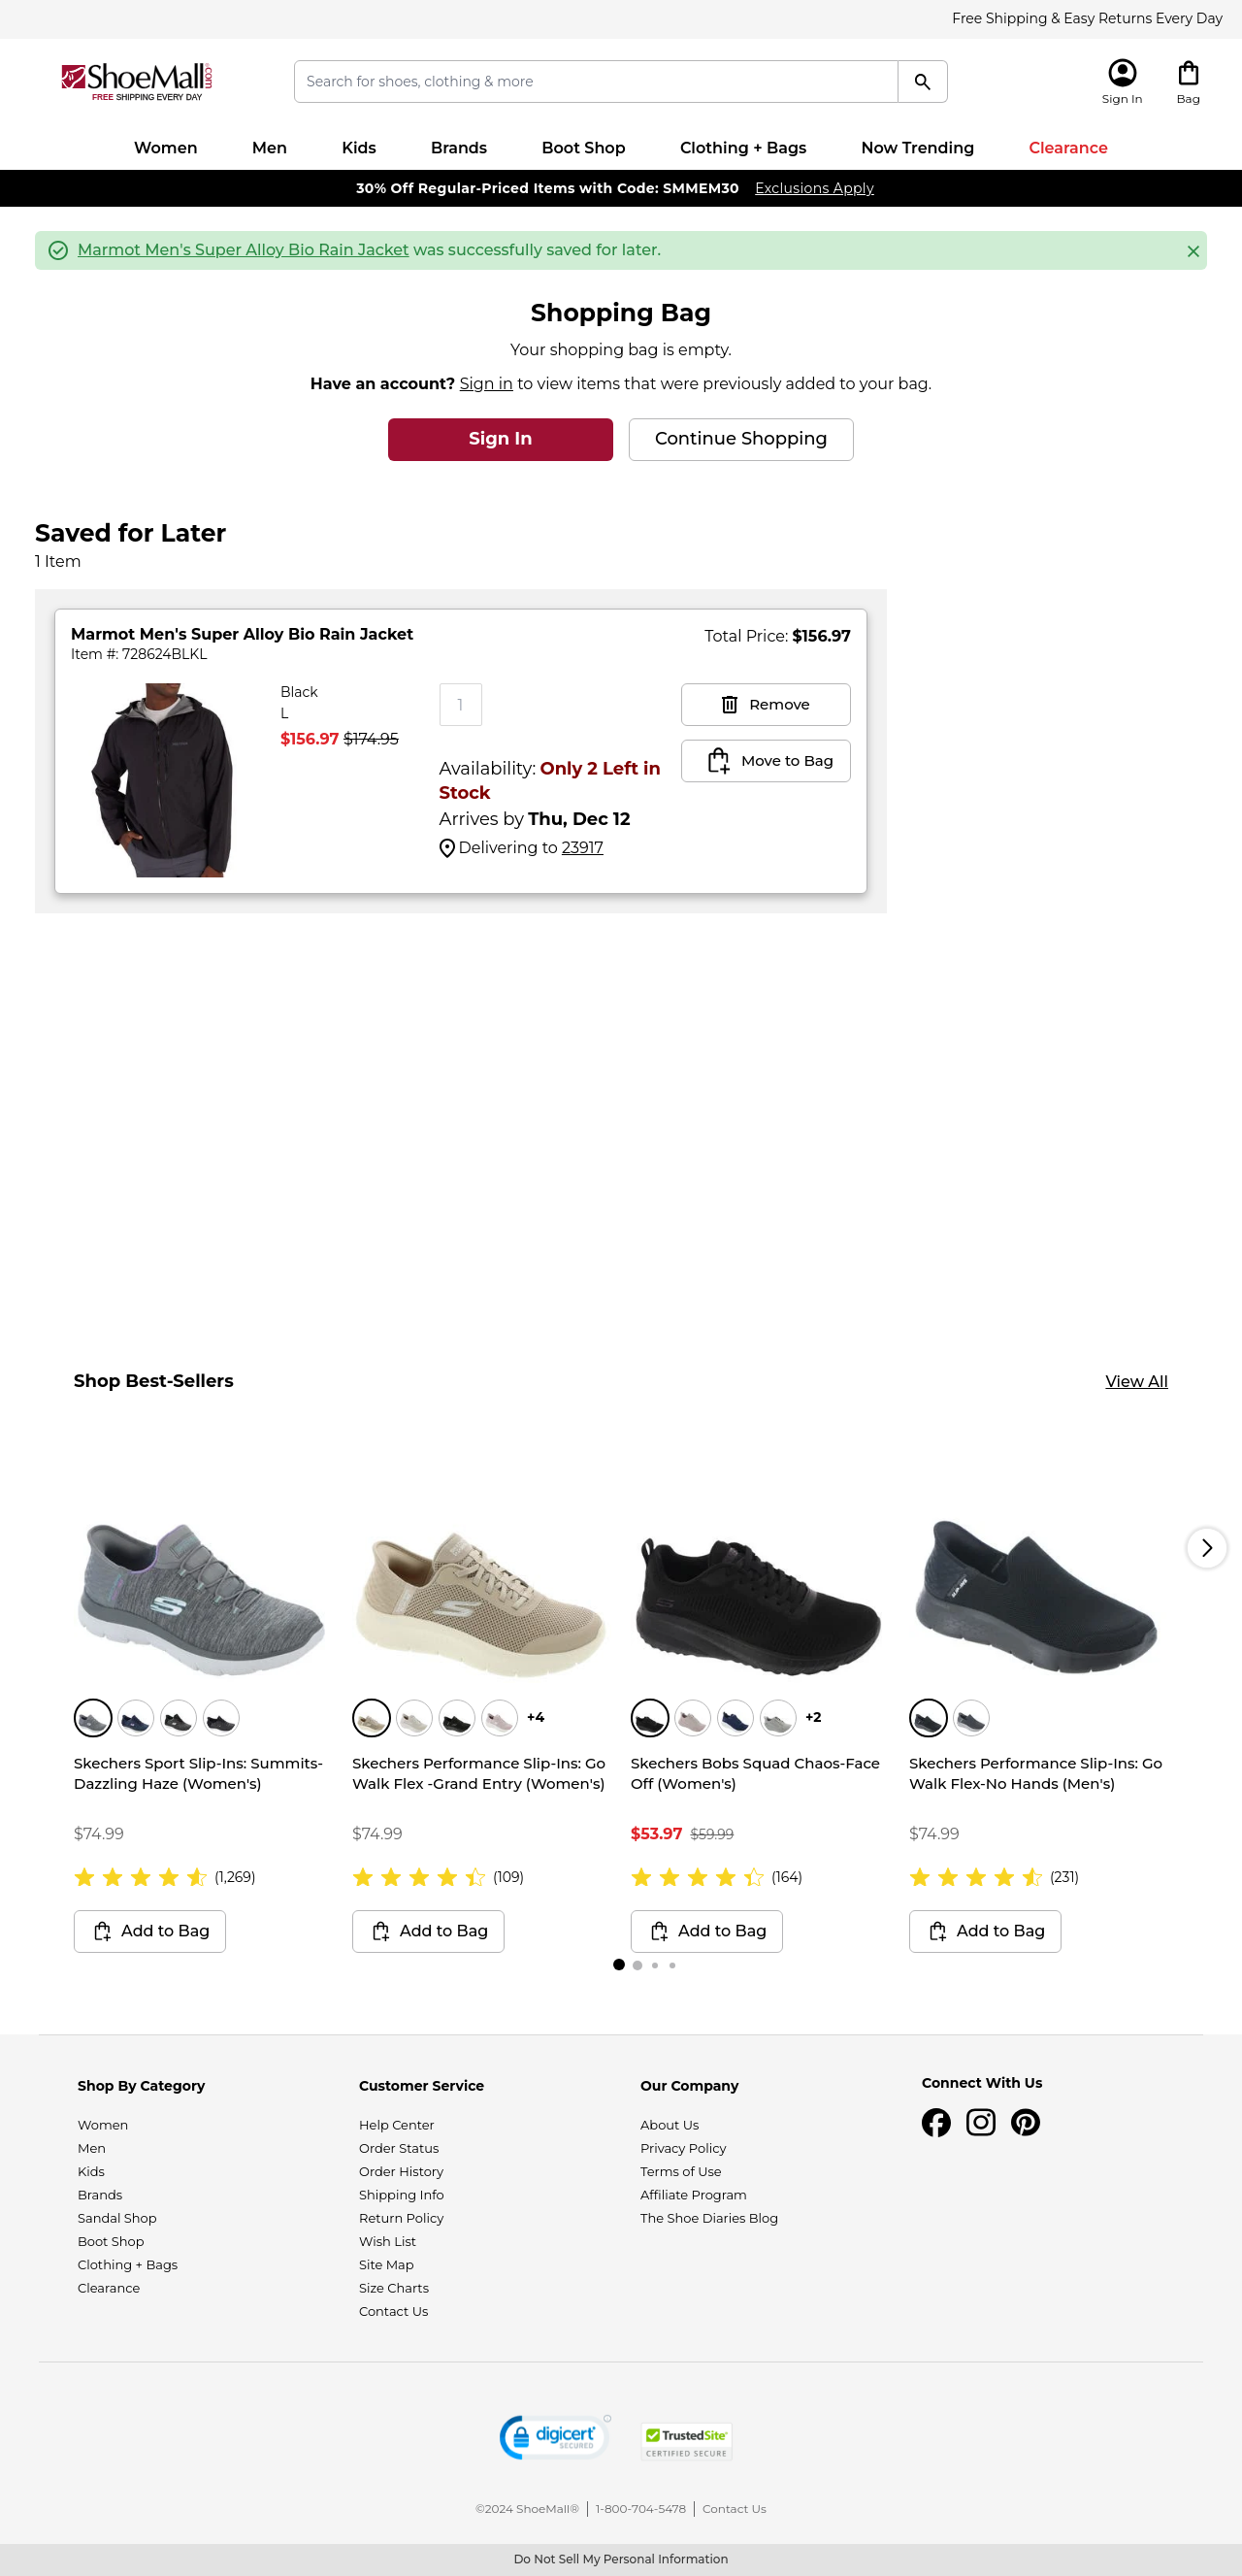 Free Shipping & Easy Returns Every Day
ShoeMall.com
FREE SHIPPING EVERY DAY
Search for shoes, clothing & more
Sign In
Bag
Women
Men
Kids
Brands
Boot Shop
Clothing + Bags
Now Trending
Clearance
30% Off Regular-Priced Items with Code: SMMEM30 Exclusions Apply
Marmot Men's Super Alloy Bio Rain Jacket was successfully saved for later.
Shopping Bag
Your shopping bag is empty.
Have an account? Sign in to view items that were previously added to your bag.
Sign In
Continue Shopping
Saved for Later
1 Item
Marmot Men's Super Alloy Bio Rain Jacket
Item #: 728624BLKL
Total Price: $156.97
Black
L
$156.97 $174.95
1
Availability: Only 2 Left in
Stock
Arrives by Thu, Dec 12
Delivering to 23917
Remove
Move to Bag
Shop Best-Sellers
View All
+4
+2
Skechers Sport Slip-Ins: Summits-
Dazzling Haze (Women's)
$74.99
(1,269)
Add to Bag
Skechers Performance Slip-Ins: Go
Walk Flex -Grand Entry (Women's)
$74.99
(109)
Add to Bag
Skechers Bobs Squad Chaos-Face
Off (Women's)
$53.97 $59.99
(164)
Add to Bag
Skechers Performance Slip-Ins: Go
Walk Flex-No Hands (Men's)
$74.99
(231)
Add to Bag
Shop By Category
Women
Men
Kids
Brands
Sandal Shop
Boot Shop
Clothing + Bags
Clearance
Customer Service
Help Center
Order Status
Order History
Shipping Info
Return Policy
Wish List
Site Map
Size Charts
Contact Us
Our Company
About Us
Privacy Policy
Terms of Use
Affiliate Program
The Shoe Diaries Blog
Connect With Us
digicert
SECURED
TrustedSite
CERTIFIED SECURE
©2024 ShoeMall® | 1-800-704-5478 | Contact Us
Do Not Sell My Personal Information